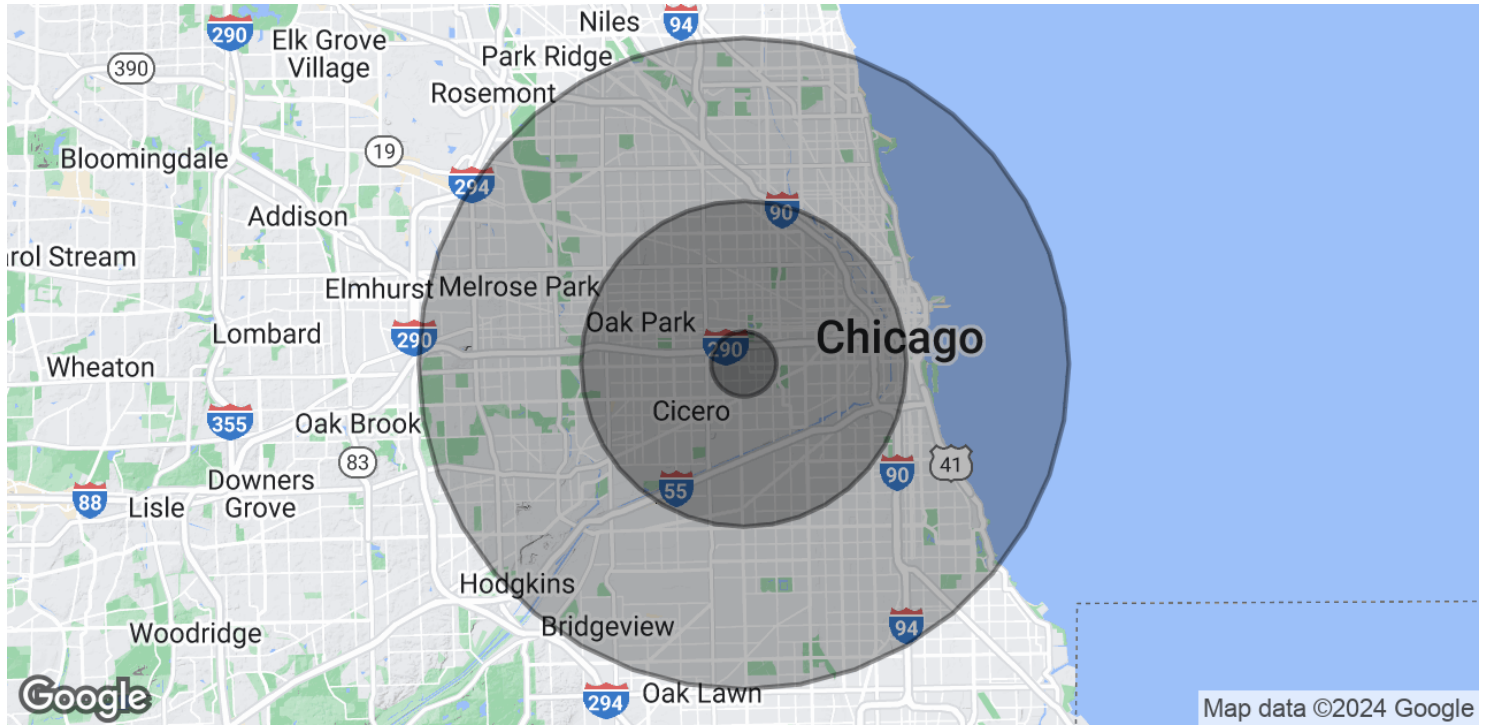 Niles
94
290
Elk Grove
Village
Park Ridge
390
Rosemont
19
Bloomingdale
294
Addison
90
rol Stream
Elmhurst
Melrose Park
Oak Park
Lombard
290
290
Chicago
Wheaton
Cicero
355
Oak Brook
83
41
90
Downers
Grove
55
88
Lisle
Hodgkins
Woodridge
Bridgeview
94
Google
294
Oak Lawn
Map data ©2024 Google